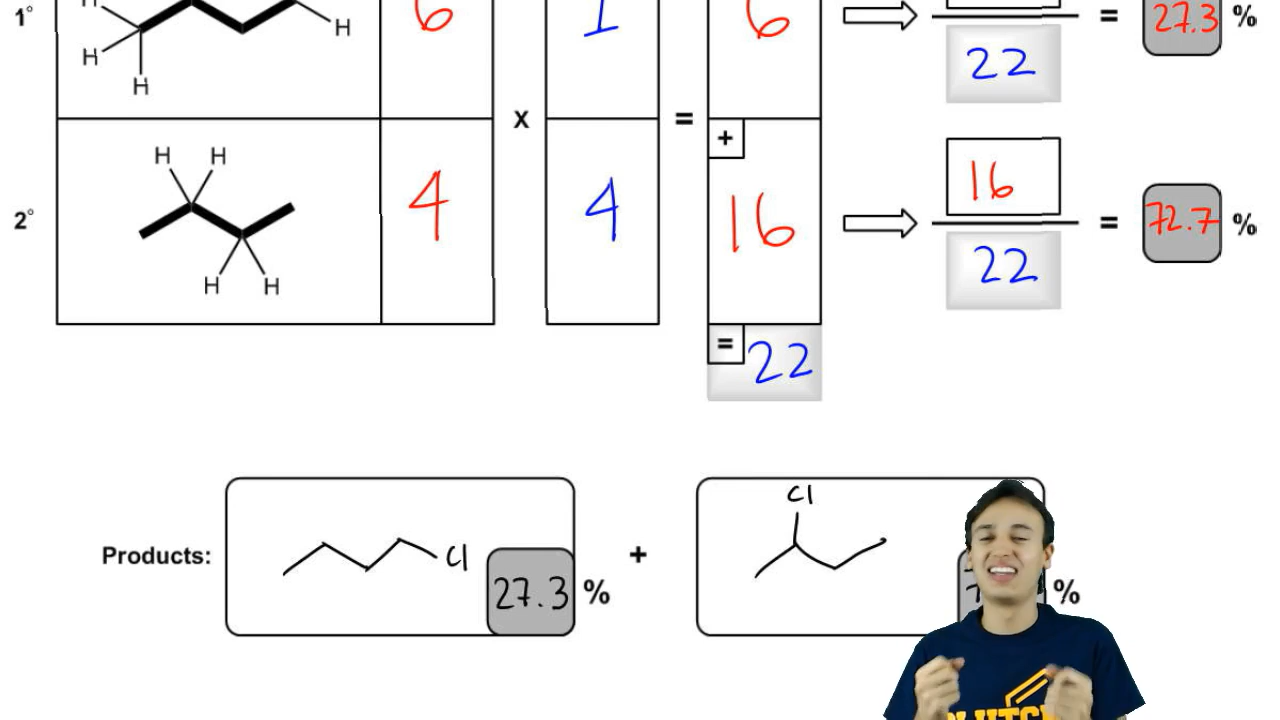 H
1° H H 6 1 6 = 27.3 %
H 22
x = +
H H 16
2° 4 4 16 = 72.7 %
H H 22
= 22
Cl
Products: Cl + 
27.3 % %